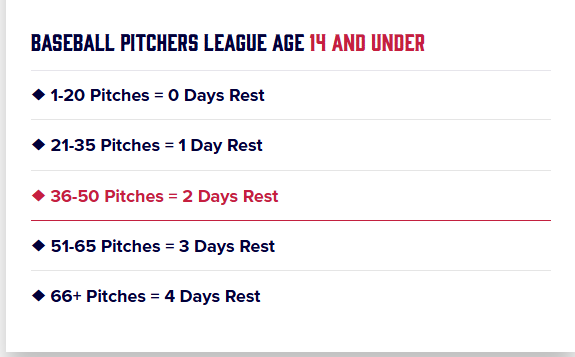 BASEBALL PITCHERS LEAGUE AGE 14 AND UNDER
◆ 1-20 Pitches = 0 Days Rest
◆ 21-35 Pitches = 1 Day Rest
◆ 36-50 Pitches = 2 Days Rest
◆ 51-65 Pitches = 3 Days Rest
◆ 66+ Pitches = 4 Days Rest